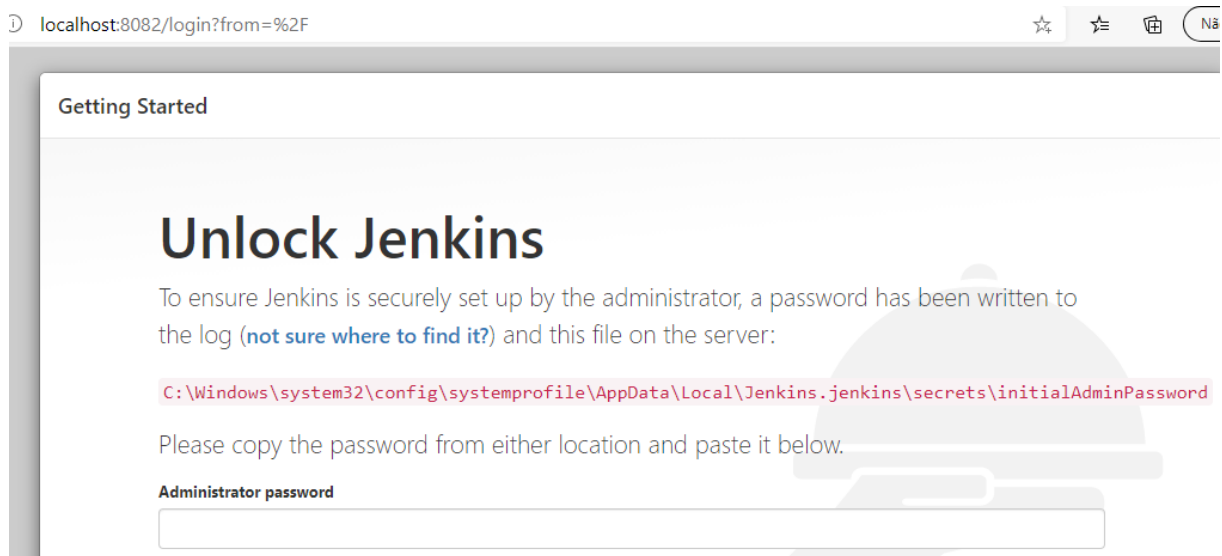 localhost:8082/login?from=%2F
Nã
Getting Started
Unlock Jenkins
To ensure Jenkins is securely set up by the administrator, a password has been written to
the log (not sure where to find it?) and this file on the server:
C:\Windows\system32\config\systemprofile\AppData\Local\Jenkins.jenkins\secrets\initialAdminPassword
Please copy the password from either location and paste it below.
Administrator password